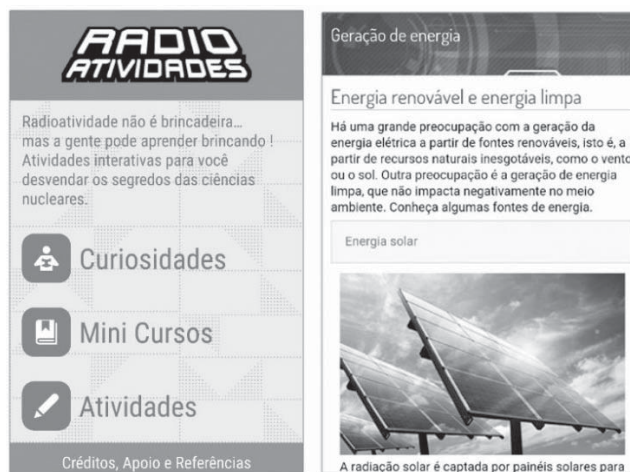 RADIO
ATIVIDADES
Radioatividade não é brincadeira...
mas a gente pode aprender brincando !
Atividades interativas para você
desvendar os segredos das ciências
nucleares.
Curiosidades
Mini Cursos
Atividades
Créditos, Apoio e Referências
Geração de energia
Energia renovável e energia limpa
Há uma grande preocupação com a geração da
energia elétrica a partir de fontes renováveis, isto é, a
partir de recursos naturais inesgotáveis, como o vento
ou o sol. Outra preocupação é a geração de energia
limpa, que não impacta negativamente no meio
ambiente. Conheça algumas fontes de energia.
Energia solar
A radiação solar é captada por painéis solares para